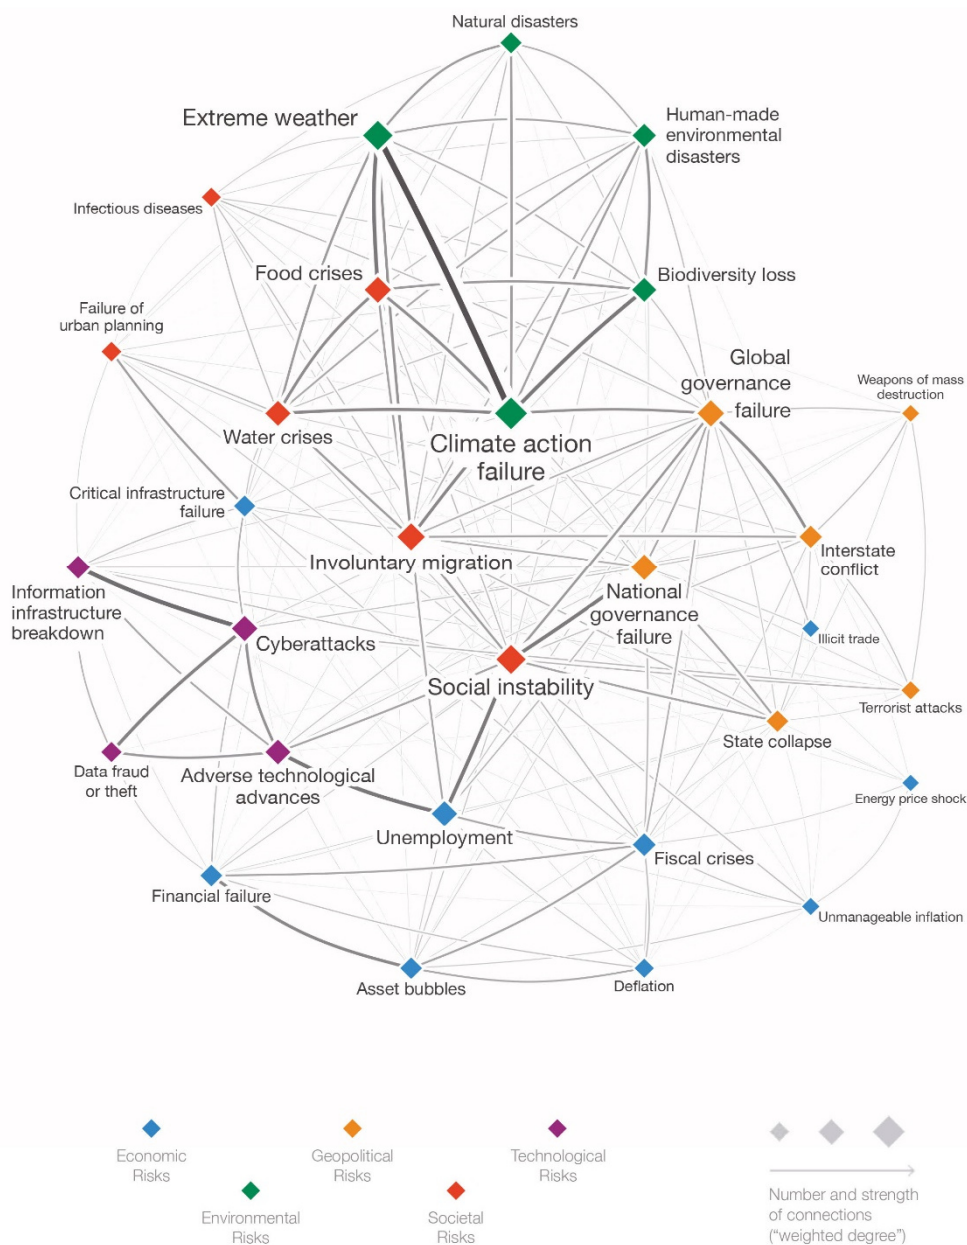 Natural disasters
Extreme weather
Human-made
environmental
disasters
Infectious diseases
Food crises
Biodiversity loss
Failure of
urban planning
Global
governance
failure
Weapons of mass
destruction
Water crises
Climate action
failure
Critical infrastructure
failure
Involuntary migration
Interstate
conflict
Information
infrastructure
breakdown
National
governance
failure
Cyberattacks
Illicit trade
Social instability
Terrorist attacks
State collapse
Data fraud
or theft
Adverse technological
advances
Energy price shock
Unemployment
Fiscal crises
Financial failure
Unmanageable inflation
Asset bubbles
Deflation
Economic
Risks
Geopolitical
Risks
Technological
Risks
Environmental
Risks
Societal
Risks
Number and strength
of connections
(“weighted degree”)